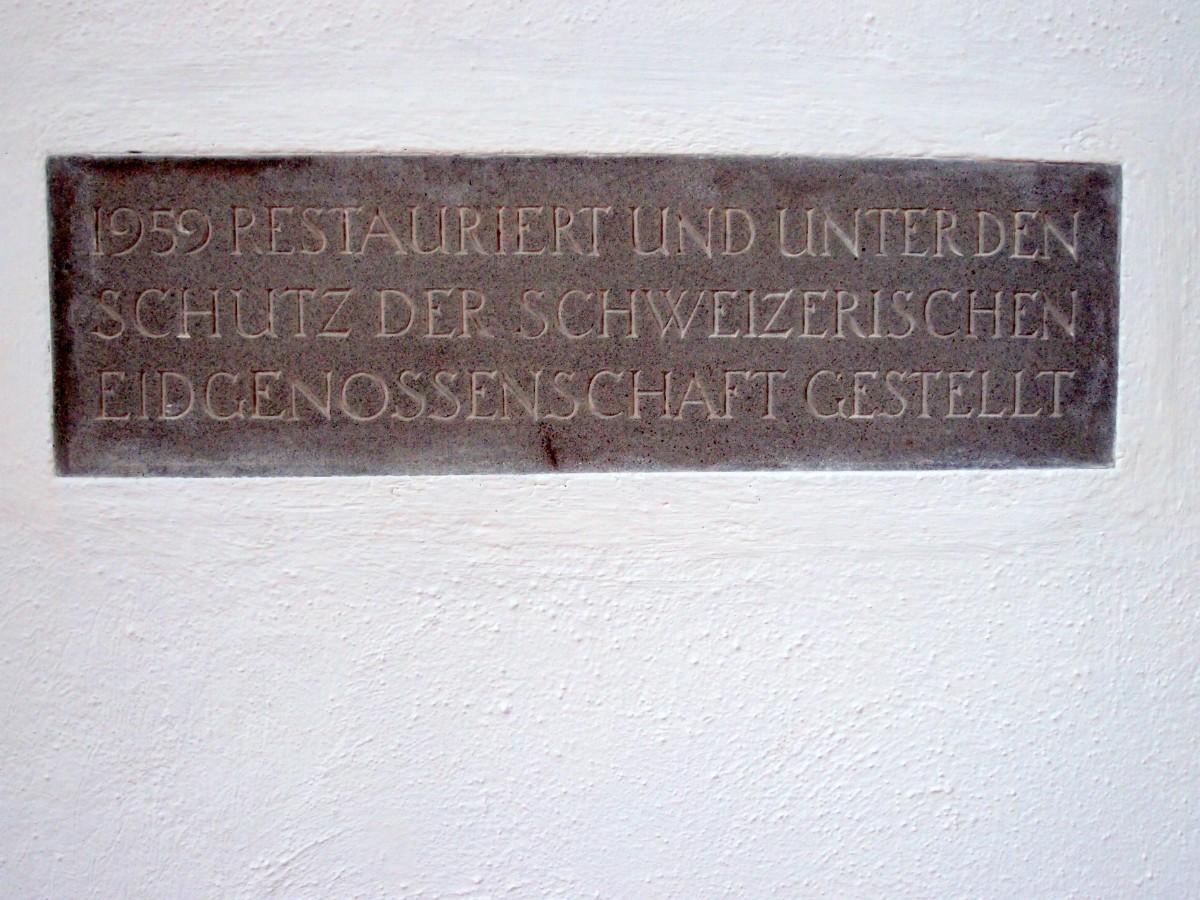 1959 RESTAURIERT UND UNTER DEN
SCHUTZ DER SCHWEIZERISCHEN
EIDGENOSSENSCHAFT GESTELLT